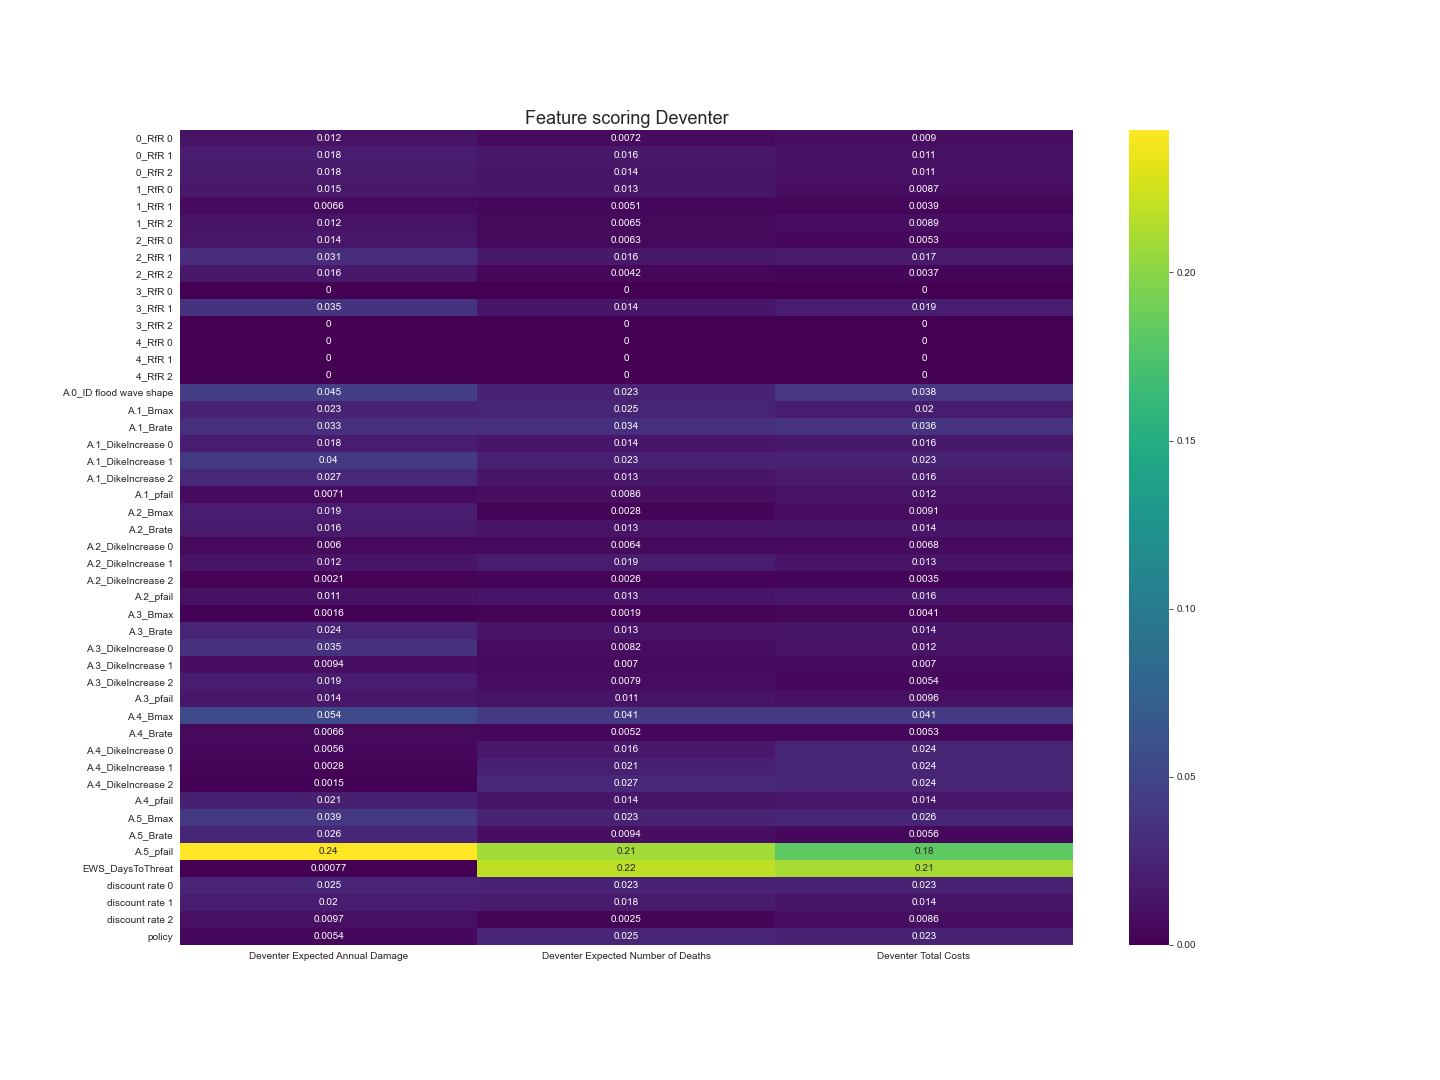 Feature scoring Deventer
0_RfR 0 0.012 0.0072 0.009
0_RfR 1 0.018 0.016 0.011
0_RfR 2 0.018 0.014 0.011
1_RfR 0 0.015 0.013 0.0087
1_RfR 1 0.0066 0.0051 0.0039
1_RfR 2 0.012 0.0065 0.0089
2_RfR 0 0.014 0.0063 0.0053
2_RfR 1 0.031 0.016 0.017
2_RfR 2 0.016 0.0042 0.0037
3_RfR 0 0 0 0
3_RfR 1 0.035 0.014 0.019
3_RfR 2 0 0 0
4_RfR 0 0 0 0
4_RfR 1 0 0 0
4_RfR 2 0 0 0
A.0_ID flood wave shape 0.045 0.023 0.038
A.1_Bmax 0.023 0.025 0.02
A.1_Brate 0.033 0.034 0.036
A.1_DikeIncrease 0 0.018 0.014 0.016
A.1_DikeIncrease 1 0.04 0.023 0.023
A.1_DikeIncrease 2 0.027 0.013 0.016
A.1_pfail 0.0071 0.0086 0.012
A.2_Bmax 0.019 0.0028 0.0091
A.2_Brate 0.016 0.013 0.014
A.2_DikeIncrease 0 0.006 0.0064 0.0068
A.2_DikeIncrease 1 0.012 0.019 0.013
A.2_DikeIncrease 2 0.0021 0.0026 0.0035
A.2_pfail 0.011 0.013 0.016
A.3_Bmax 0.0016 0.0019 0.0041
A.3_Brate 0.024 0.013 0.014
A.3_DikeIncrease 0 0.035 0.0082 0.012
A.3_DikeIncrease 1 0.0094 0.007 0.007
A.3_DikeIncrease 2 0.019 0.0079 0.0054
A.3_pfail 0.014 0.011 0.0096
A.4_Bmax 0.054 0.041 0.041
A.4_Brate 0.0066 0.0052 0.0053
A.4_DikeIncrease 0 0.0056 0.016 0.024
A.4_DikeIncrease 1 0.0028 0.021 0.024
A.4_DikeIncrease 2 0.0015 0.027 0.024
A.4_pfail 0.021 0.014 0.014
A.5_Bmax 0.039 0.023 0.026
A.5_Brate 0.026 0.0094 0.0056
A.5_pfail 0.24 0.21 0.18
EWS_DaysToThreat 0.00077 0.22 0.21
discount rate 0 0.025 0.023 0.023
discount rate 1 0.02 0.018 0.014
discount rate 2 0.0097 0.0025 0.0086
policy 0.0054 0.025 0.023
Deventer Expected Annual Damage Deventer Expected Number of Deaths Deventer Total Costs
0.20
0.15
0.10
0.05
0.00